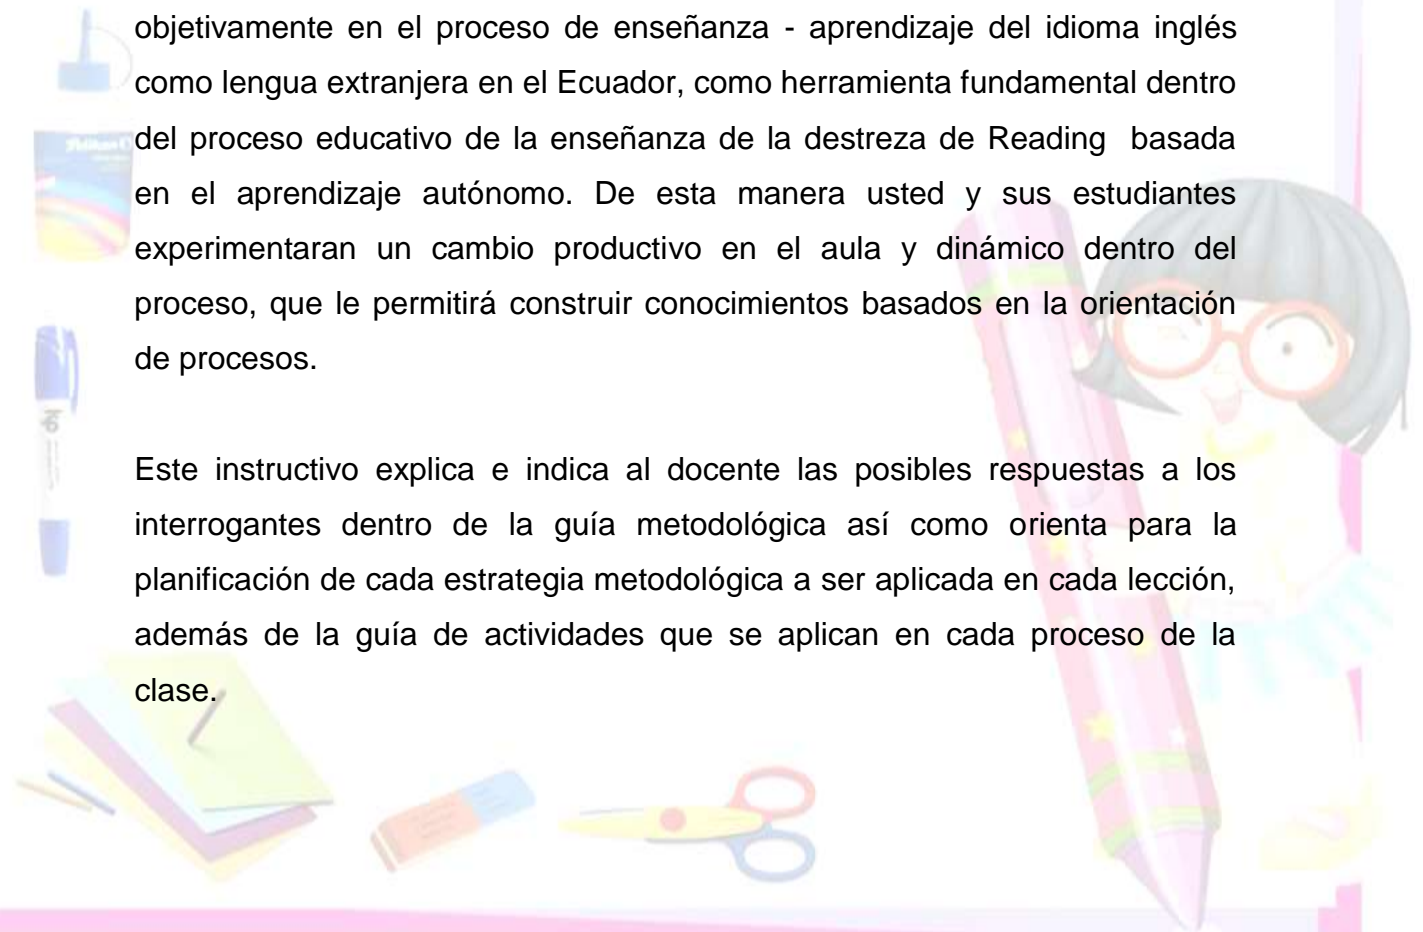 objetivamente en el proceso de enseñanza - aprendizaje del idioma inglés
como lengua extranjera en el Ecuador, como herramienta fundamental dentro
del proceso educativo de la enseñanza de la destreza de Reading  basada
en el aprendizaje autónomo. De esta manera usted y sus estudiantes
experimentaran un cambio productivo en el aula y dinámico dentro del
proceso, que le permitirá construir conocimientos basados en la orientación
de procesos.
Este instructivo explica e indica al docente las posibles respuestas a los
interrogantes dentro de la guía metodológica así como orienta para la
planificación de cada estrategia metodológica a ser aplicada en cada lección,
además de la guía de actividades que se aplican en cada proceso de la
clase.